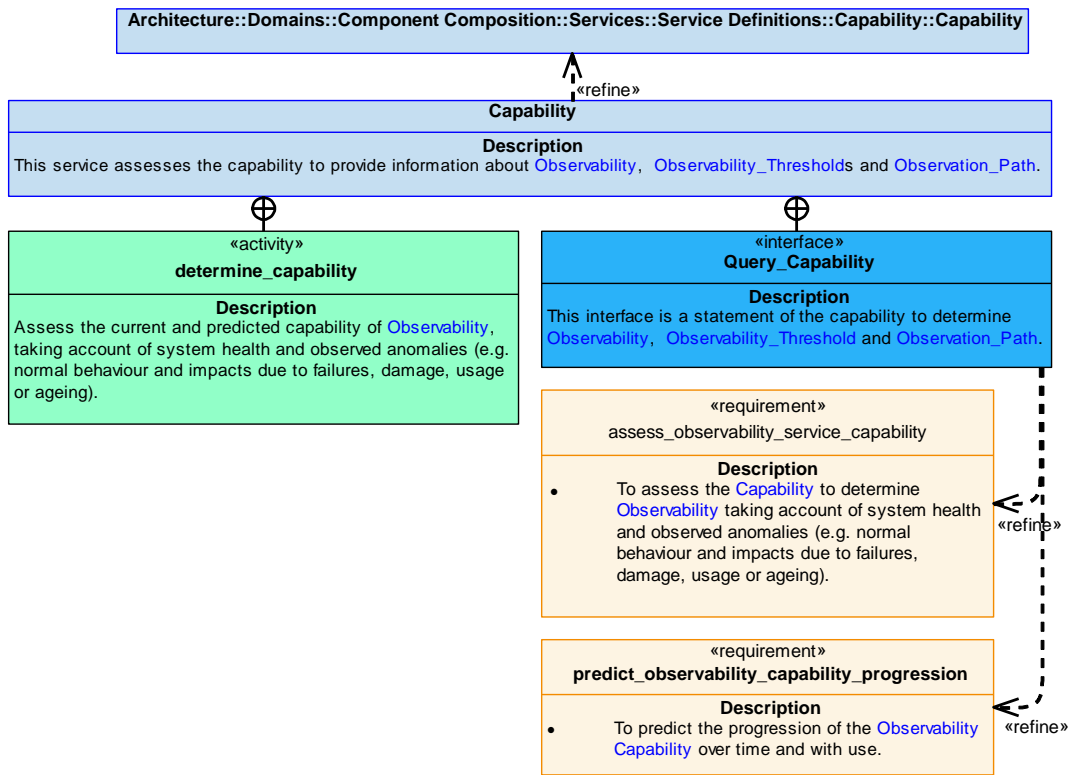 Architecture::Domains::Component Composition::Services::Service Definitions::Capability::Capability
«refine»
Capability
Description
This service assesses the capability to provide information about Observability, Observability_Thresholds and Observation_Path.
«activity»
determine_capability
Description
Assess the current and predicted capability of Observability,
taking account of system health and observed anomalies (e.g.
normal behaviour and impacts due to failures, damage, usage
or ageing).
«interface»
Query_Capability
Description
This interface is a statement of the capability to determine
Observability, Observability_Threshold and Observation_Path.
«requirement»
assess_observability_service_capability
Description
• To assess the Capability to determine
Observability taking account of system health
and observed anomalies (e.g. normal
behaviour and impacts due to failures,
damage, usage or ageing).
«refine»
«requirement»
predict_observability_capability_progression
Description
• To predict the progression of the Observability
Capability over time and with use.
«refine»